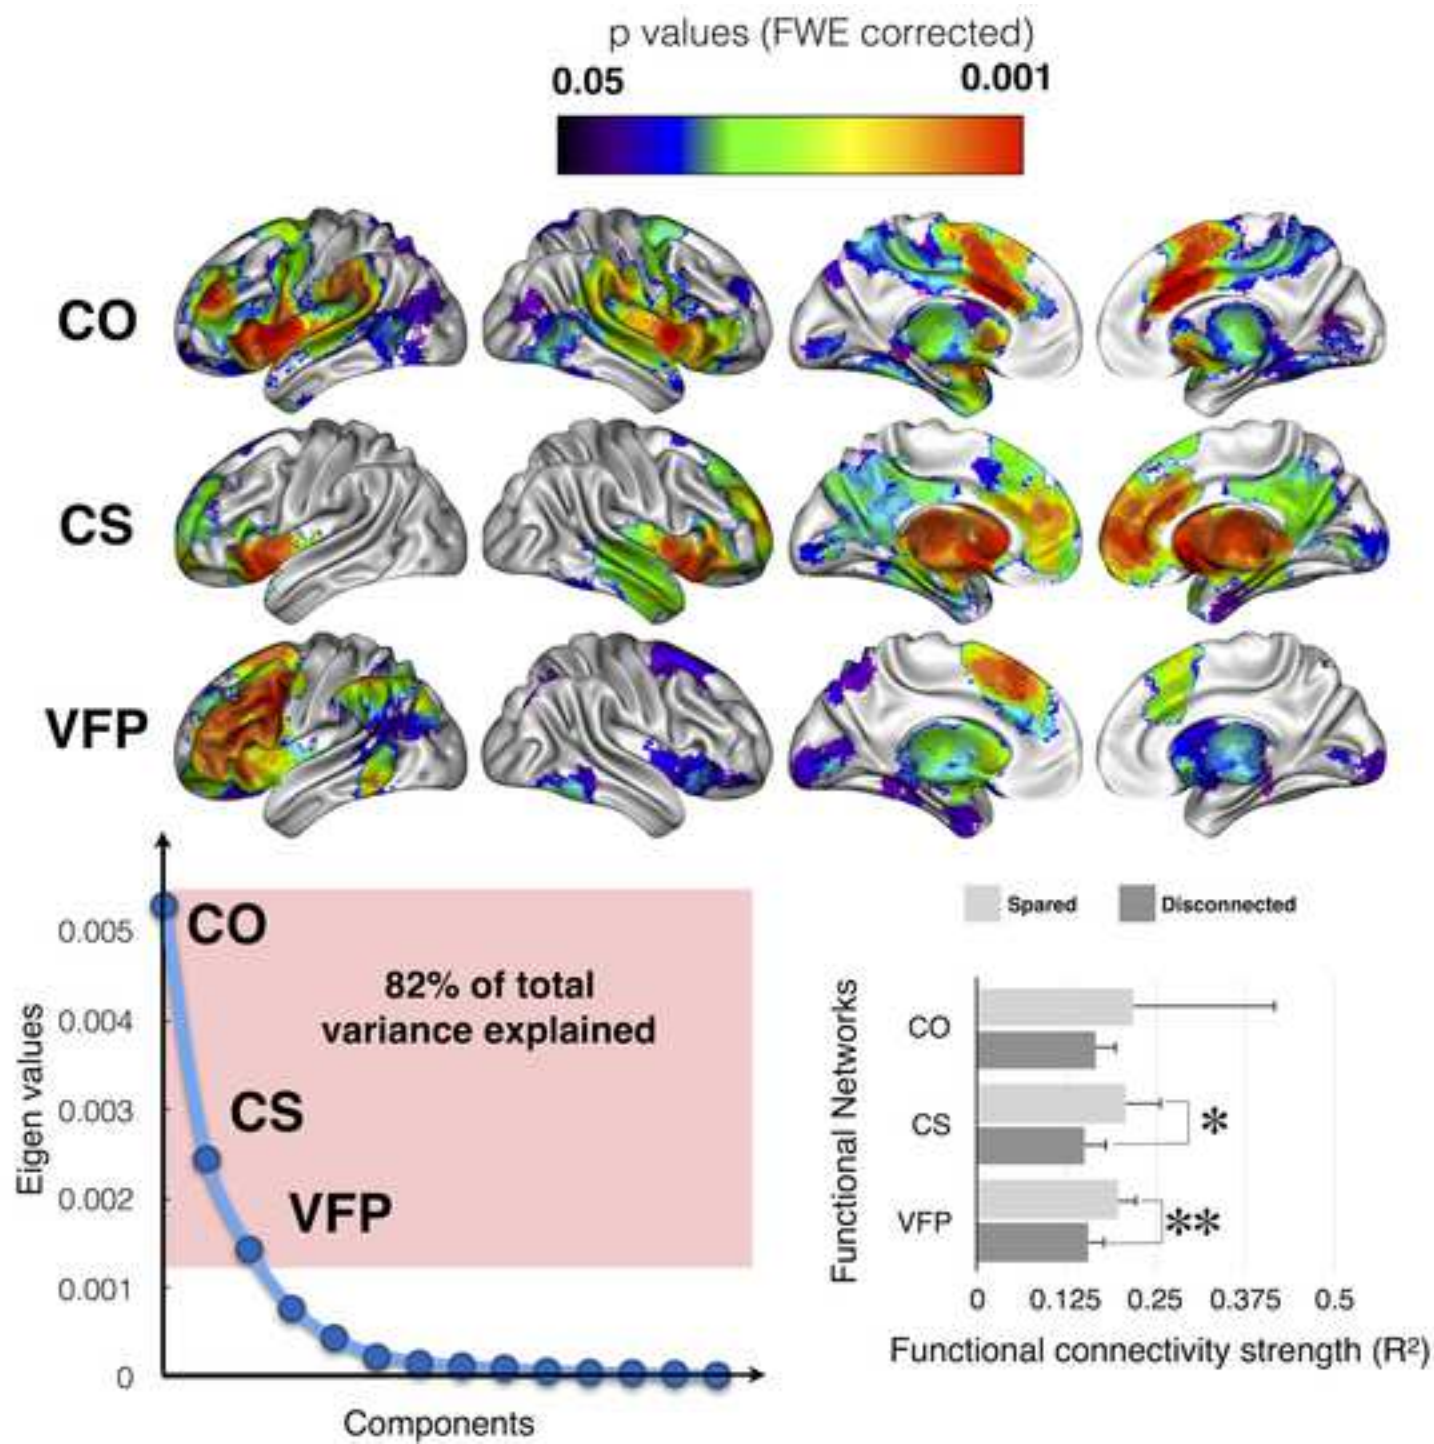 p values (FWE corrected)
0.05 0.001
CO
CS
VFP
CO
0.005
82% of total
variance explained
0.004
0.003
CS
0.002
VFP
0.001
0
Eigen values
Components
Spared Disconnected
Functional Networks
CO
CS
*
VFP
**
0 0.125 0.25 0.375 0.5
Functional connectivity strength (R²)